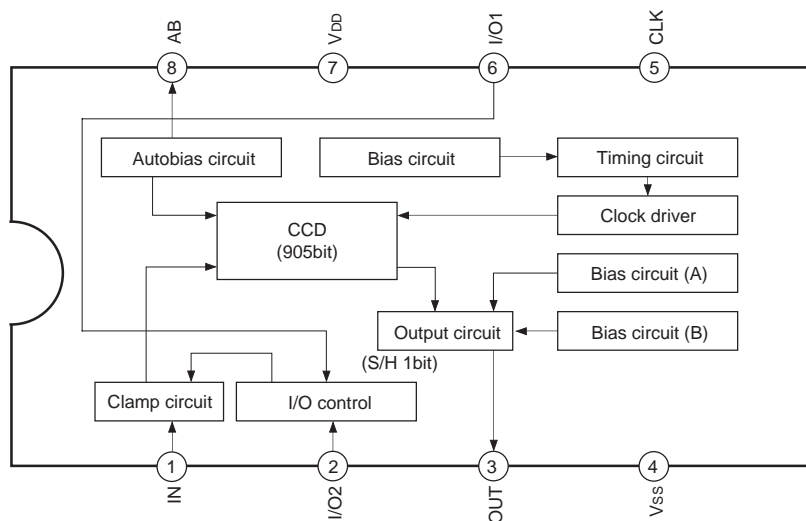 AB
VDD
I/O1
CLK
8
7
6
5
Autobias circuit
Bias circuit
Timing circuit
CCD
(905bit)
Clock driver
Bias circuit (A)
Output circuit
Bias circuit (B)
(S/H 1bit)
Clamp circuit
I/O control
1
2
3
4
IN
I/O2
OUT
VSS